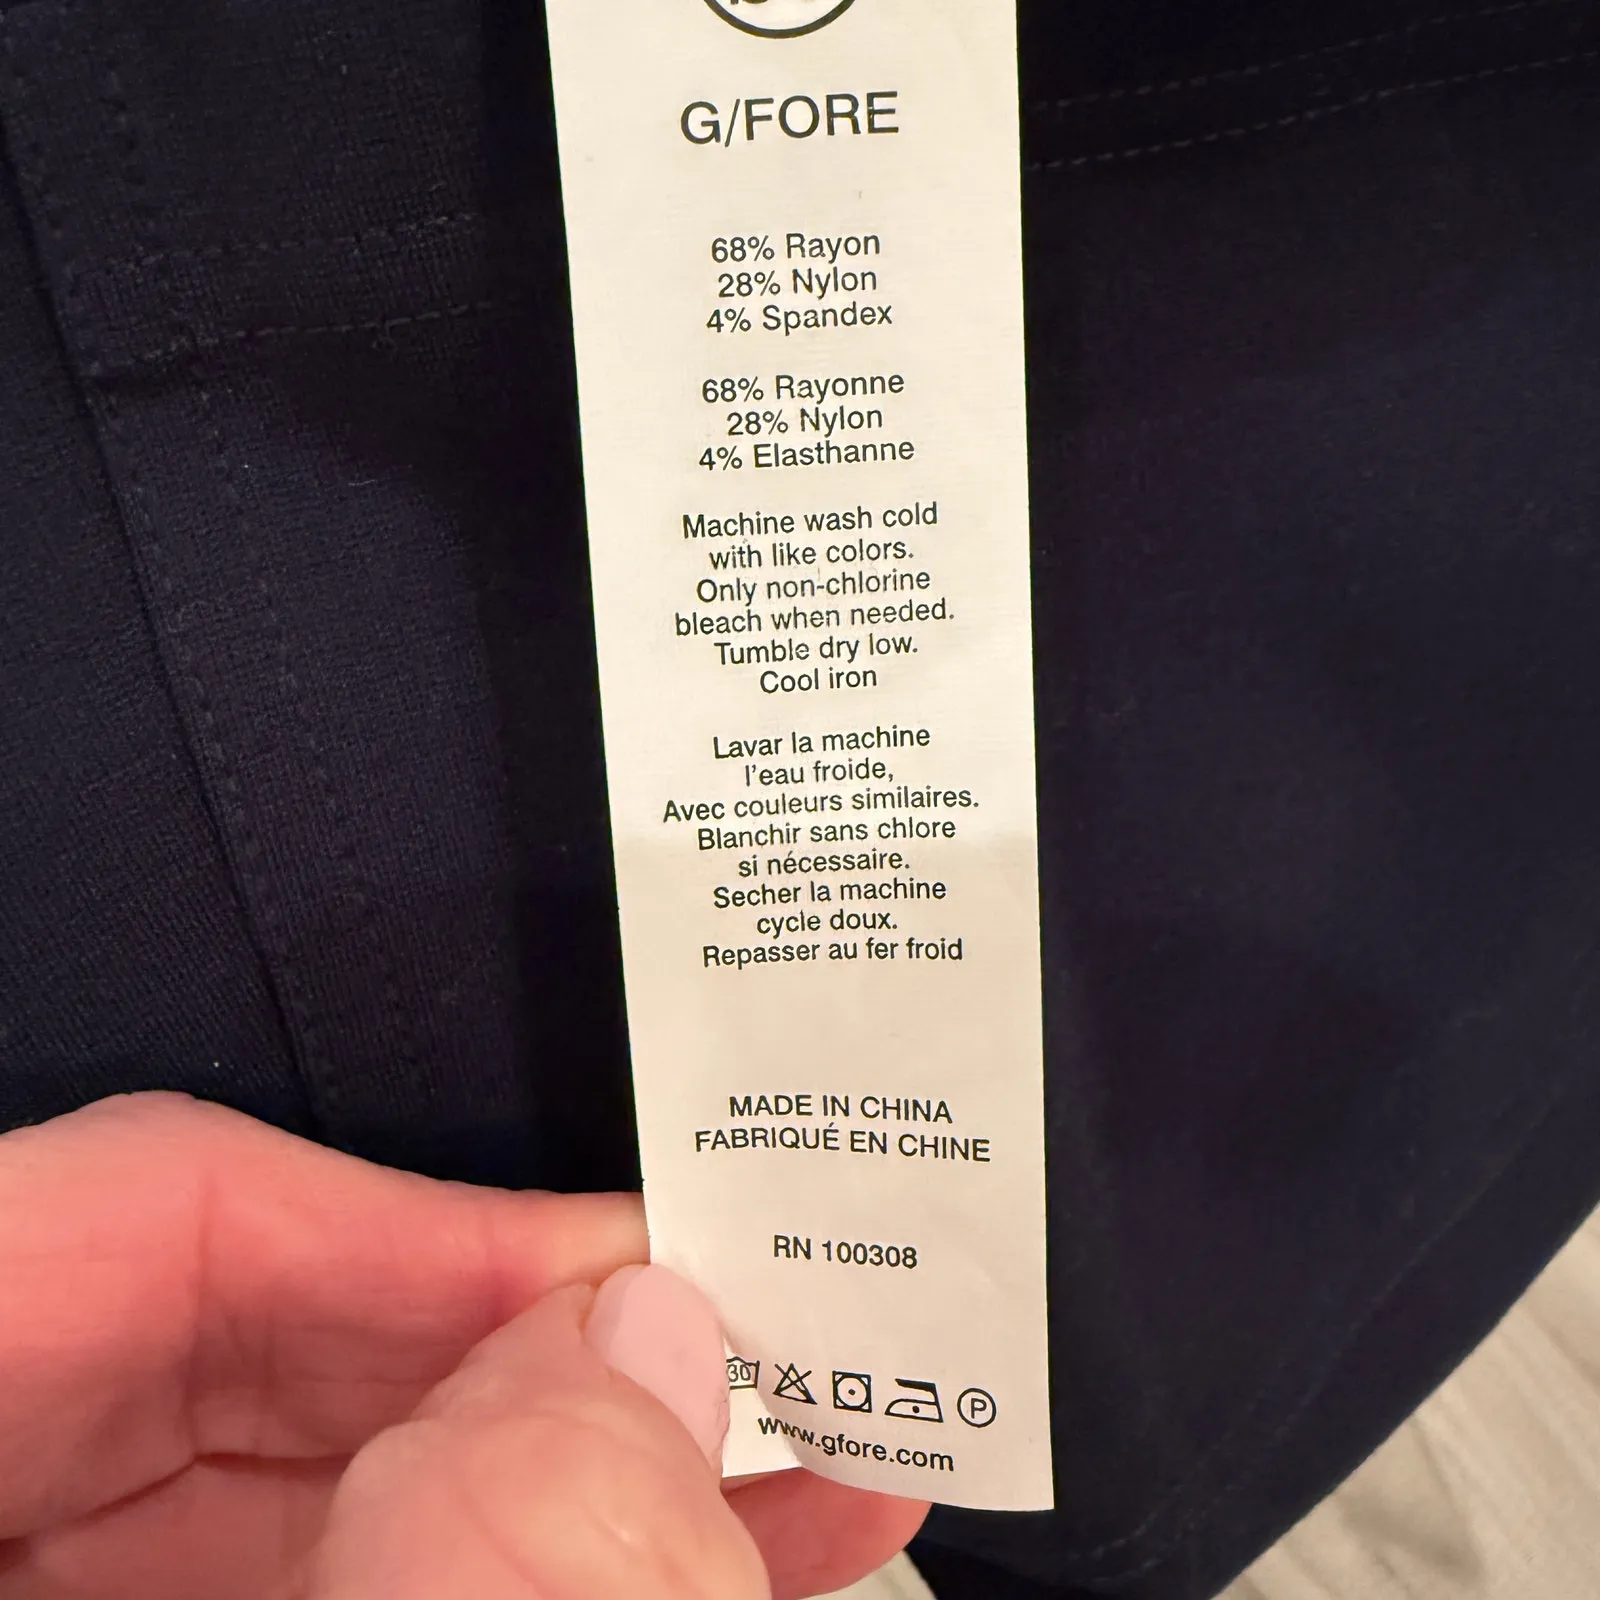 G/FORE
68% Rayon
28% Nylon
4% Spandex
68% Rayonne
28% Nylon
4% Elasthanne
Machine wash cold
with like colors.
Only non-chlorine
bleach when needed.
Tumble dry low.
Cool iron
Lavar la machine
l'eau froide,
Avec couleurs similaires.
Blanchir sans chlore
si nécessaire.
Secher la machine
cycle doux.
Repasser au fer froid
MADE IN CHINA
FABRIQUÉ EN CHINE
RN 100308
30 P
www.gfore.com